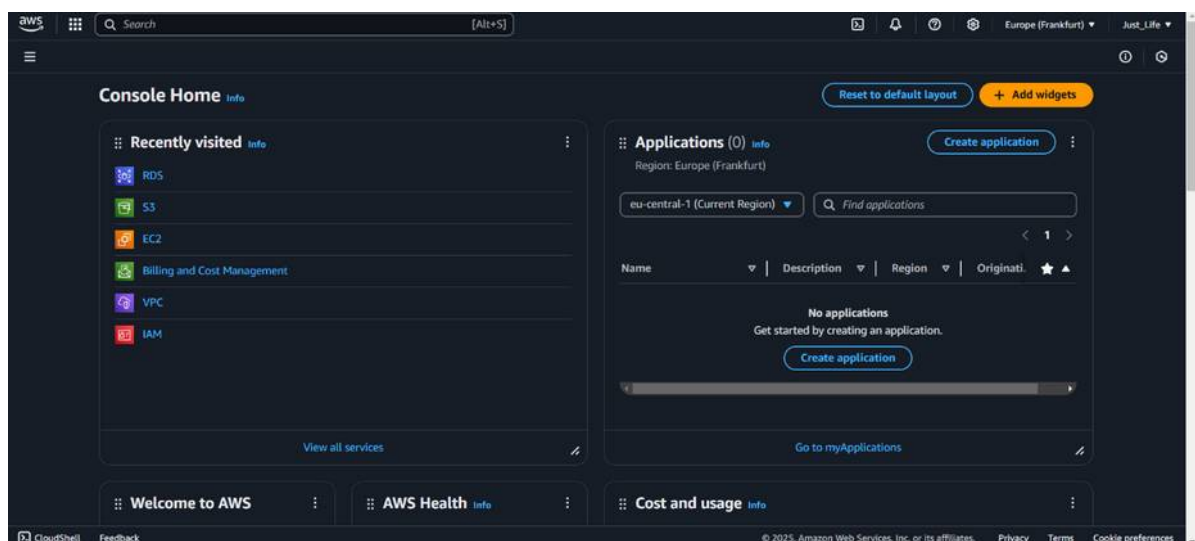 aws
Search [Alt+S]
Europe (Frankfurt)
Just_Life
Console Home Info
Reset to default layout
+ Add widgets
Recently visited Info
RDS
S3
EC2
Billing and Cost Management
VPC
IAM
View all services
Applications (0) Info
Create application
Region: Europe (Frankfurt)
eu-central-1 (Current Region)
Find applications
1
Name Description Region Originati.
No applications
Get started by creating an application.
Create application
Go to myApplications
Welcome to AWS
AWS Health Info
Cost and usage Info
CloudShell Feedback
© 2025, Amazon Web Services, Inc. or its affiliates. Privacy Terms Cookie preferences